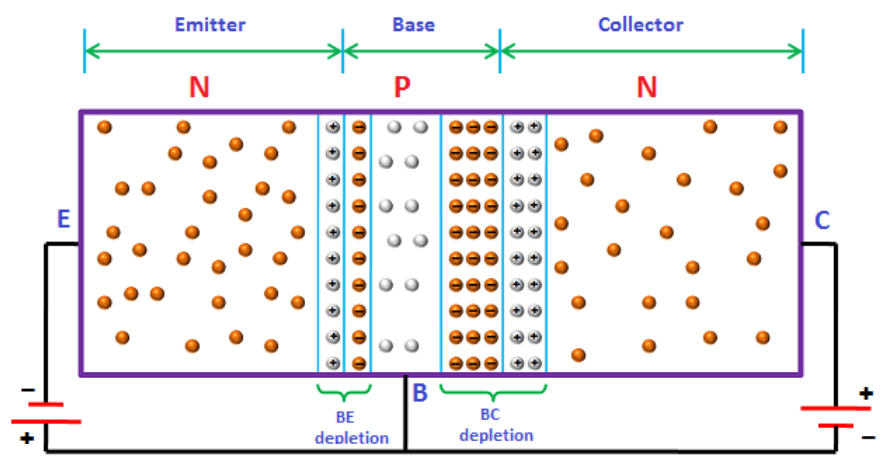 Emitter Base Collector
N P N
E C
B
− +
+ −
BE
depletion
BC
depletion